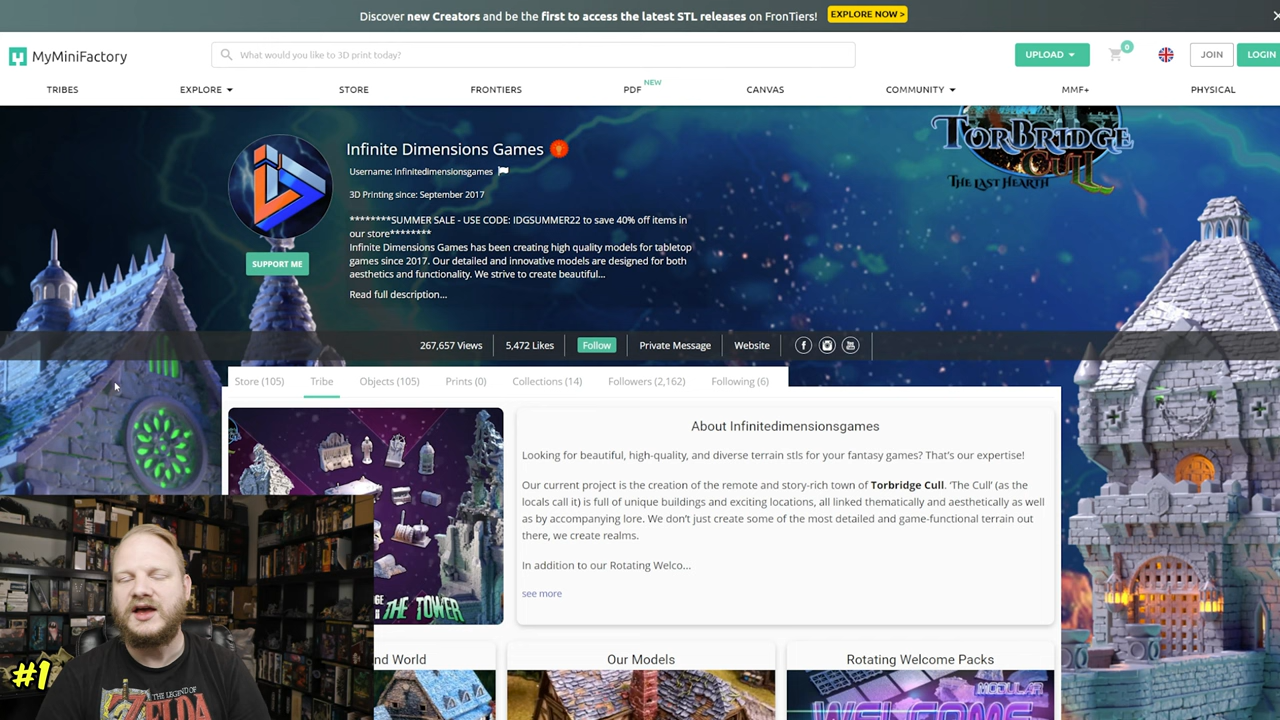 Discover new Creators and be the first to access the latest STL releases on FronTiers!
EXPLORE NOW >
MyMiniFactory
What would you like to 3D print today?
UPLOAD
0
JOIN
LOGIN
TRIBES
EXPLORE
STORE
FRONTIERS
PDF
NEW
CANVAS
COMMUNITY
MMF+
PHYSICAL
TORBRIDGE
CULL
THE LAST HEARTH
Infinite Dimensions Games
Username: Infinitedimensionsgames
3D Printing since: September 2017
********SUMMER SALE - USE CODE: IDGSUMMER22 to save 40% off items in
our store********
Infinite Dimensions Games has been creating high quality models for tabletop
games since 2017. Our detailed and innovative models are designed for both
aesthetics and functionality. We strive to create beautiful...
SUPPORT ME
Read full description...
267,657 Views
5,472 Likes
Follow
Private Message
Website
Store (105)
Tribe
Objects (105)
Prints (0)
Collections (14)
Followers (2,162)
Following (6)
About Infinitedimensionsgames
Looking for beautiful, high-quality, and diverse terrain stls for your fantasy games? That's our expertise!
Our current project is the creation of the remote and story-rich town of Torbridge Cull. 'The Cull' (as the
locals call it) is full of unique buildings and exciting locations, all linked thematically and aesthetically as well
as by accompanying lore. We don't just create some of the most detailed and game-functional terrain out
there, we create realms.
In addition to our Rotating Welco...
see more
THE TOWER
nd World
Our Models
Rotating Welcome Packs
MODULAR
WELCOME
#1
THE LEGEND OF
ZELDA